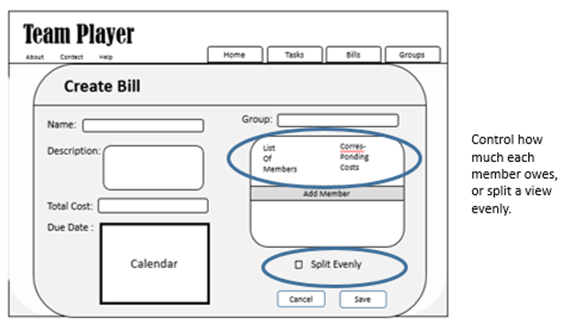 Team Player
About Contact Help
Home Tasks Bills Groups
Create Bill
Name:
Group:
Description:
List
Of
Members
Corres-
Ponding
Costs
Add Member
Total Cost:
Due Date :
Calendar
Split Evenly
Cancel Save
Control how
much each
member owes,
or split a view
evenly.